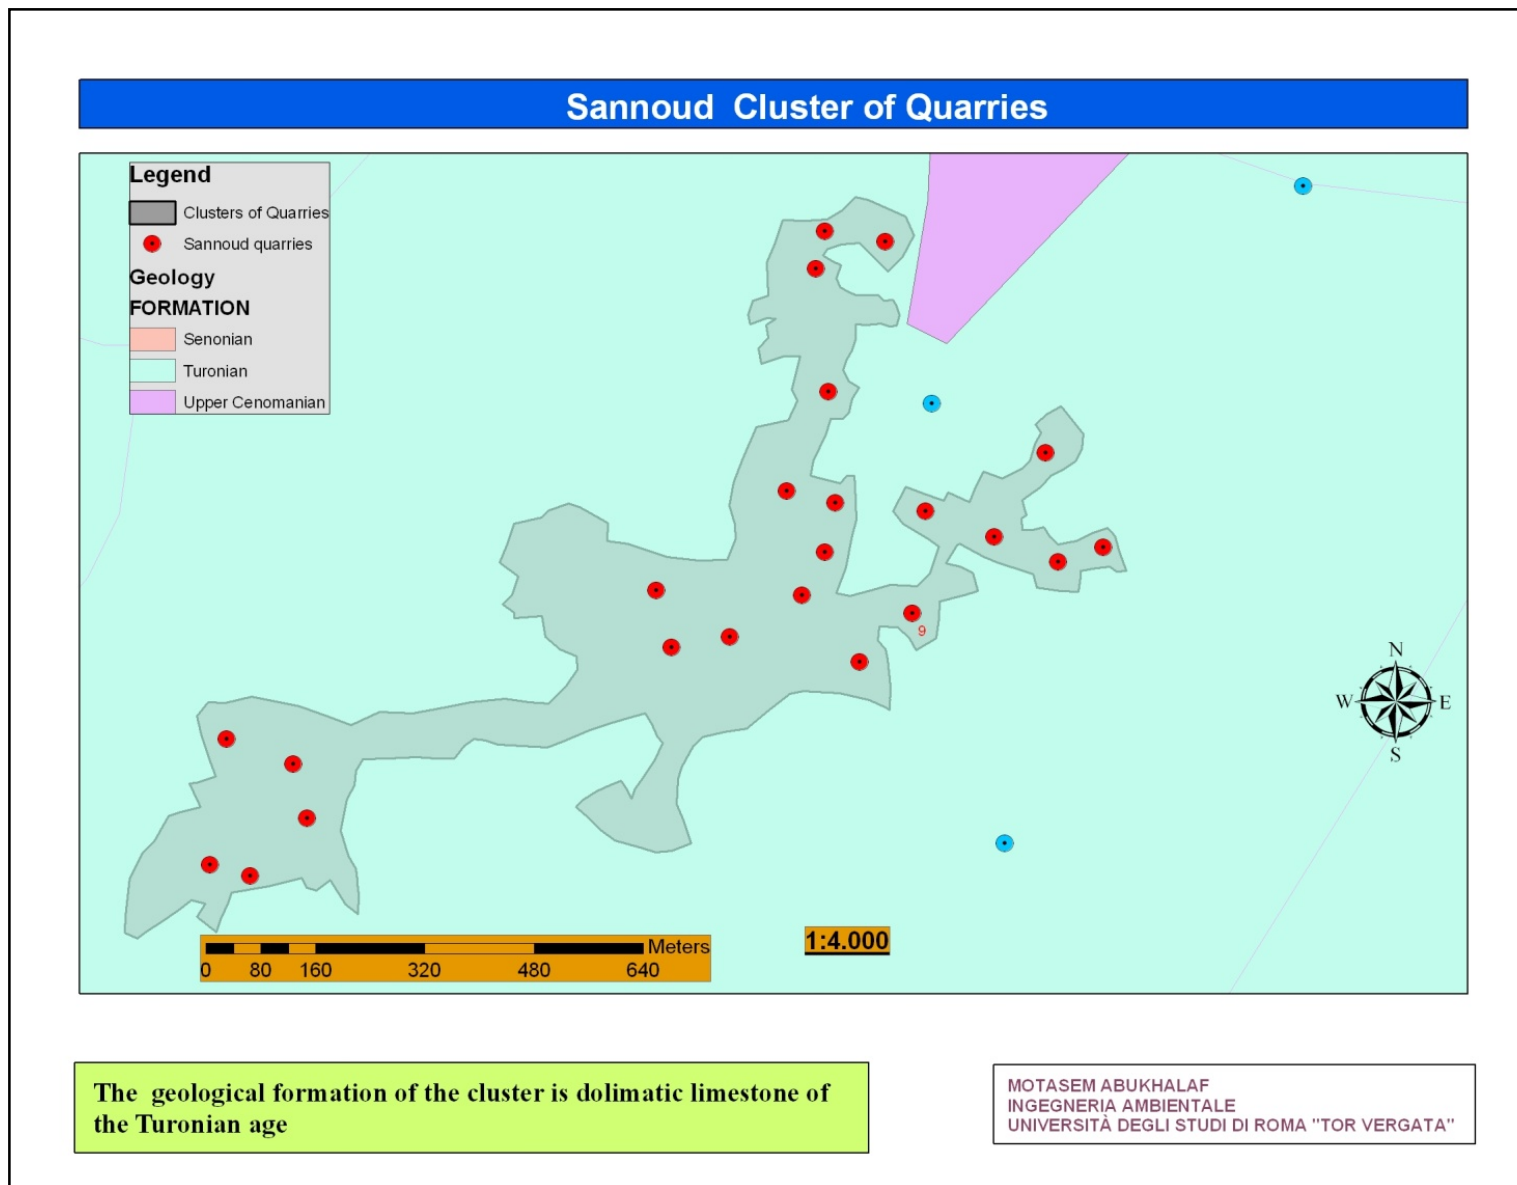 Sannoud  Cluster of Quarries
Legend
Clusters of Quarries
Sannoud quarries
Geology
FORMATION
Senonian
Turonian
Upper Cenomanian
9
N
W E
S
Meters
0 80 160 320 480 640
1:4.000
The  geological formation of the cluster is dolimatic limestone of
the Turonian age
MOTASEM ABUKHALAF
INGEGNERIA AMBIENTALE
UNIVERSITÀ DEGLI STUDI DI ROMA "TOR VERGATA"